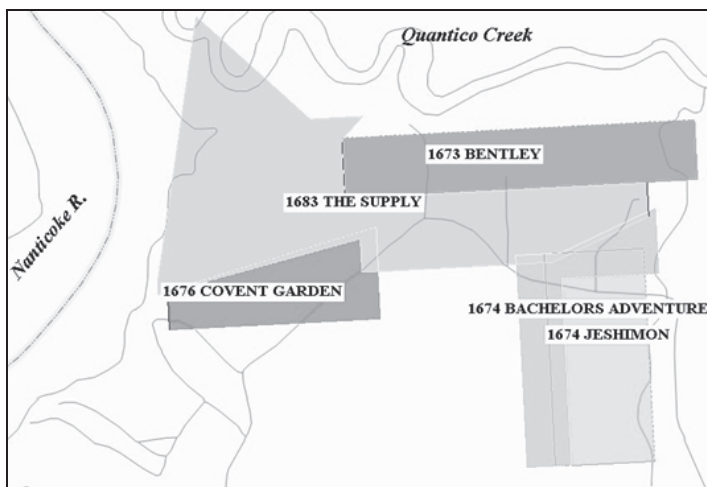 Quantico Creek
1673 BENTLEY
1683 THE SUPPLY
Nanticoke R.
1676 COVENT GARDEN
1674 BACHELORS ADVENTURE
1674 JESHIMON